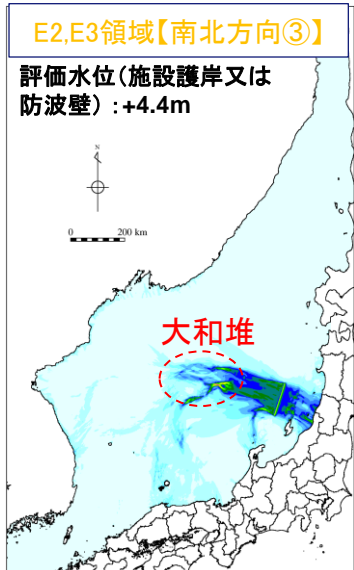 E2,E3領域【南北方向③】
評価水位(施設護岸又は
防波壁）:+4.4m
N
0 200 km
大和堆